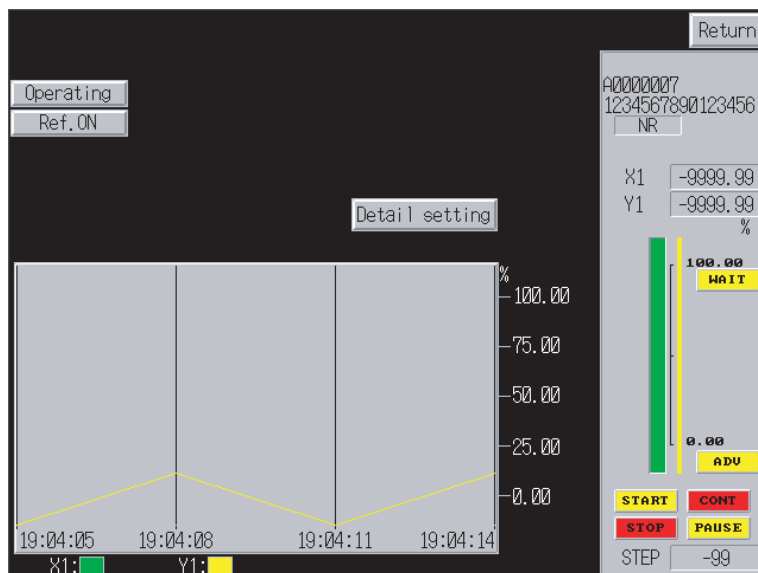 Return
Operating
Ref.ON
A0000007
1234567890123456
NR
X1 -9999.99
Y1 -9999.99
%
Detail setting
100.00
WAIT
0.00
ADV
%
100.00
75.00
50.00
25.00
0.00
19:04:05 19:04:08 19:04:11 19:04:14
X1: Y1:
START CONT
STOP PAUSE
STEP -99